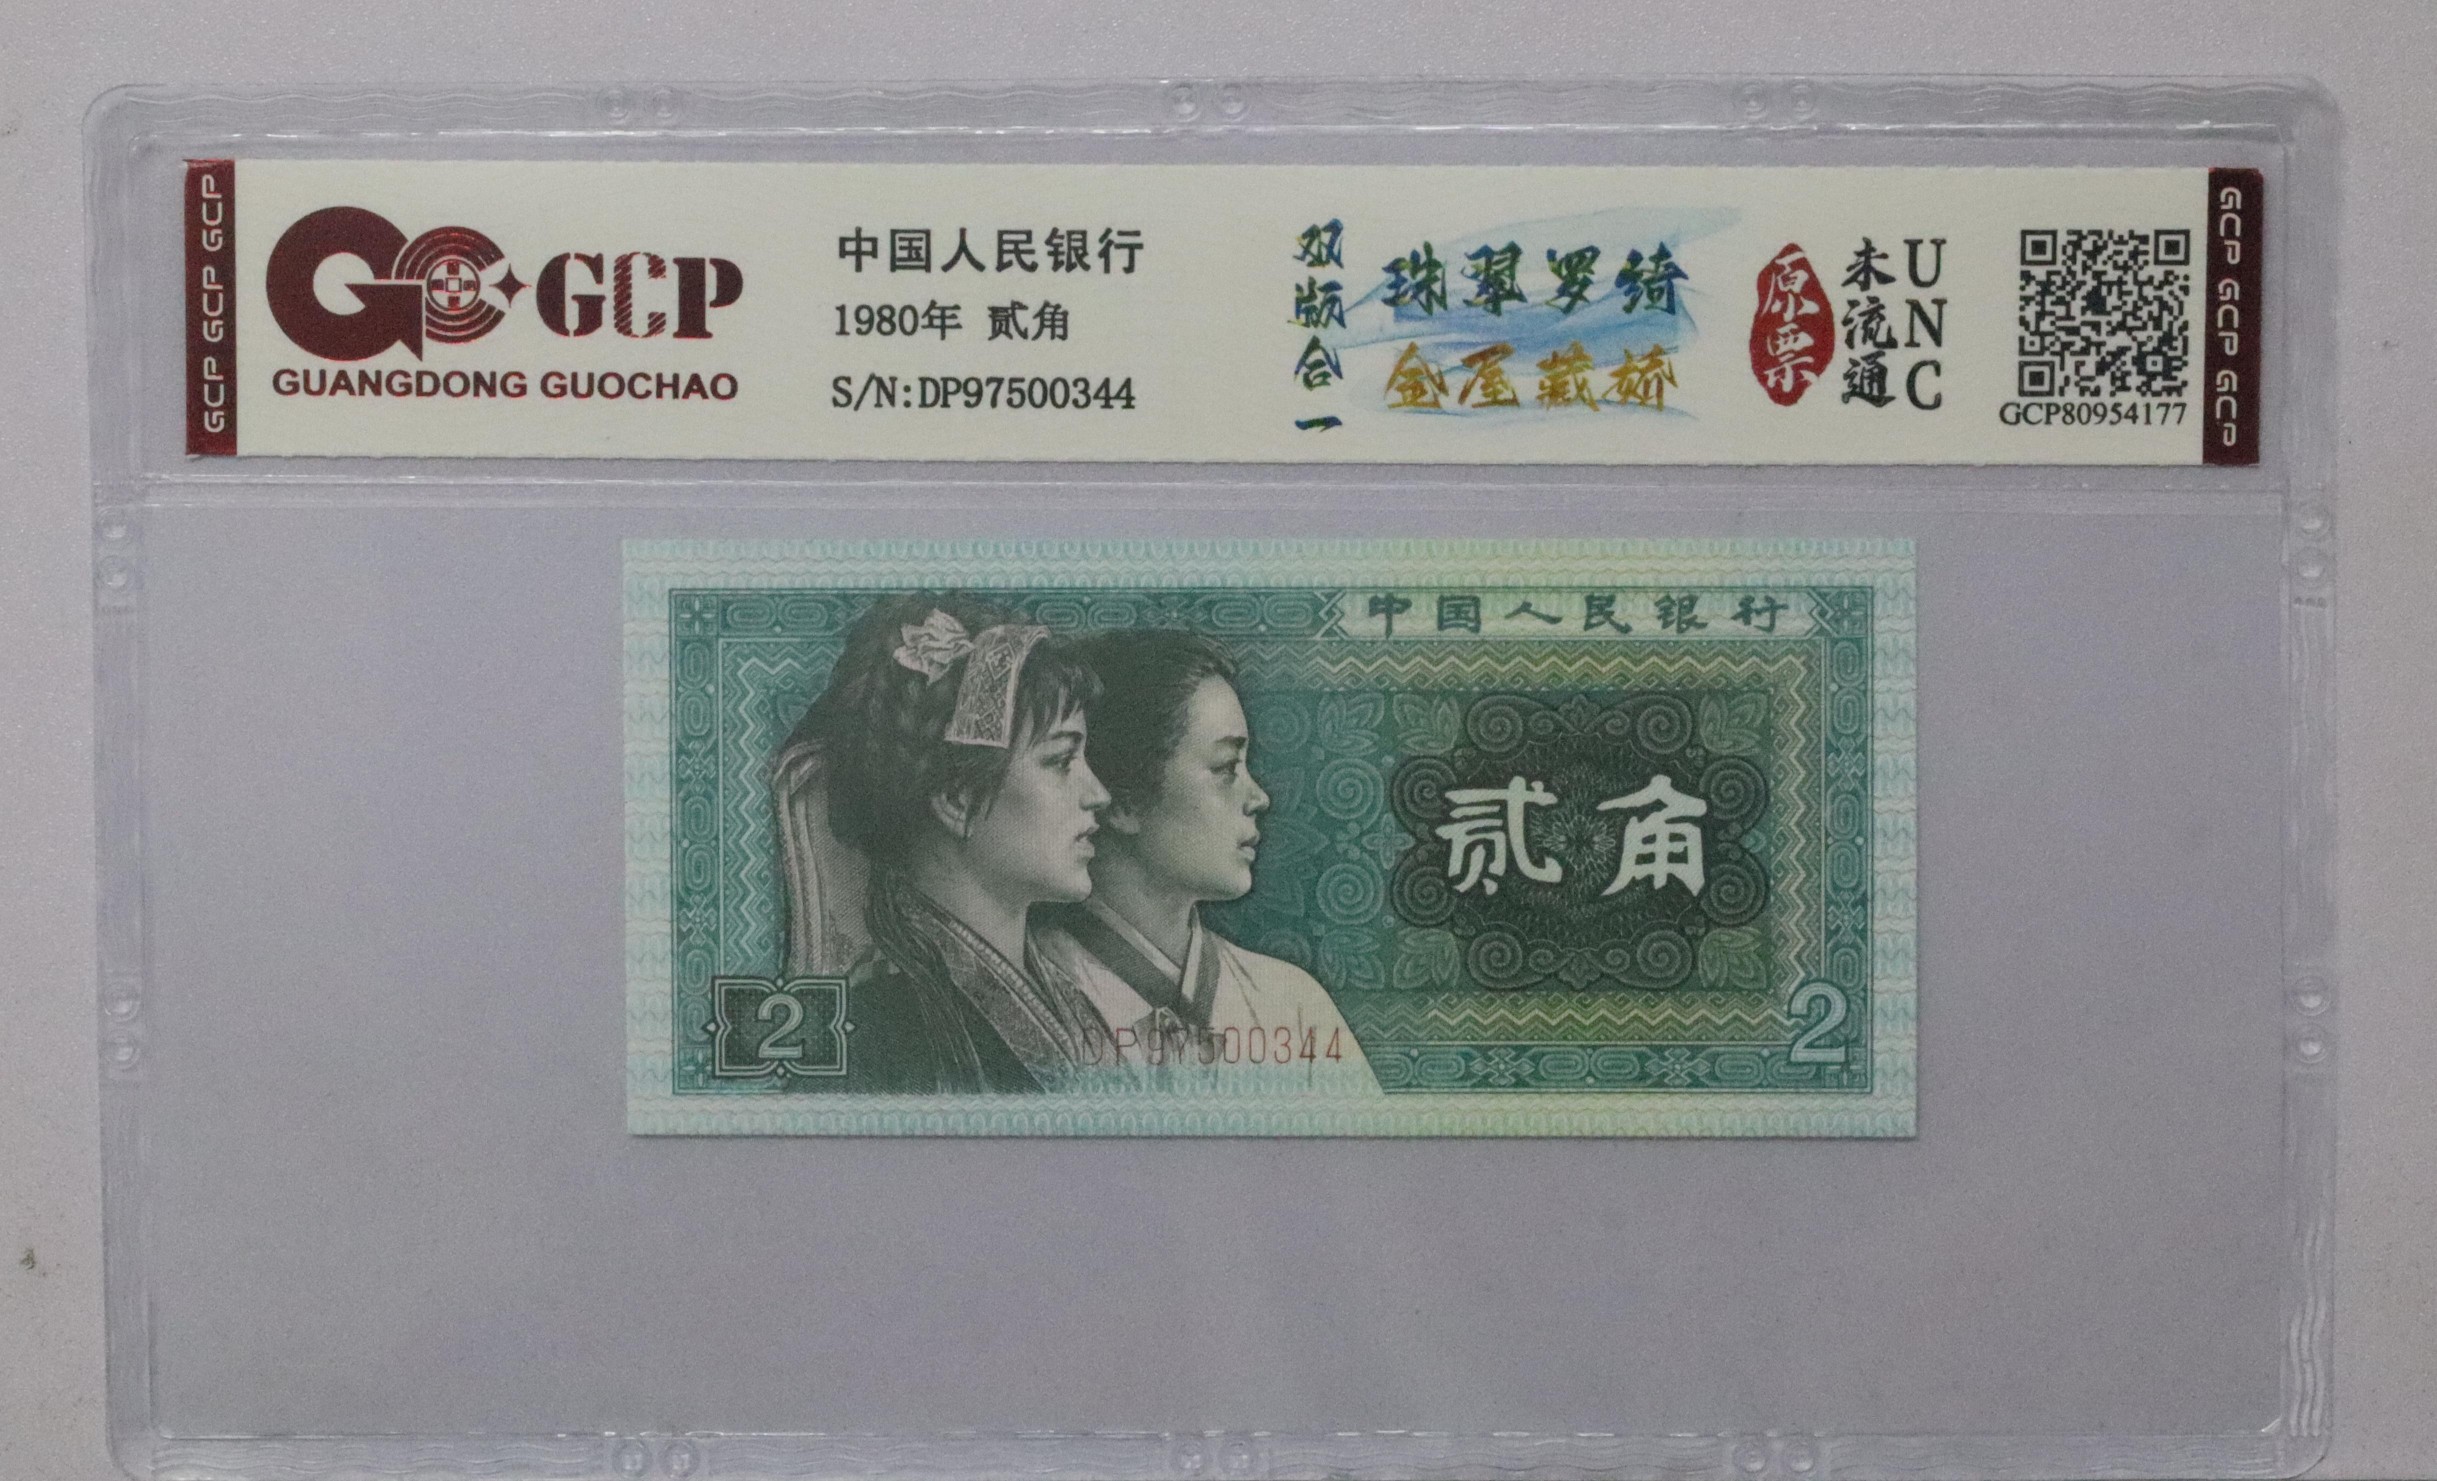 GCP GCP GCP
GCP
GUANGDONG GUOCHAO
中国人民银行
1980年 贰角
S/N:DP97500344
双版合一
珠翠罗绮
金屋藏娇
原票
未流通
UNC
GCP80954177
GCP GCP GCP
中国人民银行
贰角
2
DP97500344
2